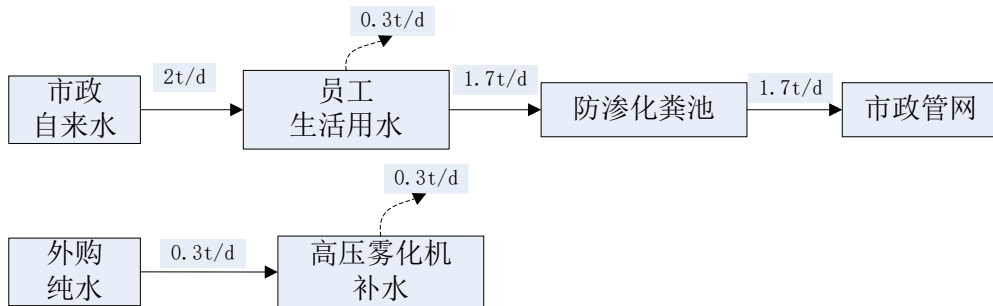 0.3t/d
市政
自来水
2t/d
员工
生活用水
1.7t/d
防渗化粪池
1.7t/d
市政管网
0.3t/d
外购
纯水
0.3t/d
高压雾化机
补水